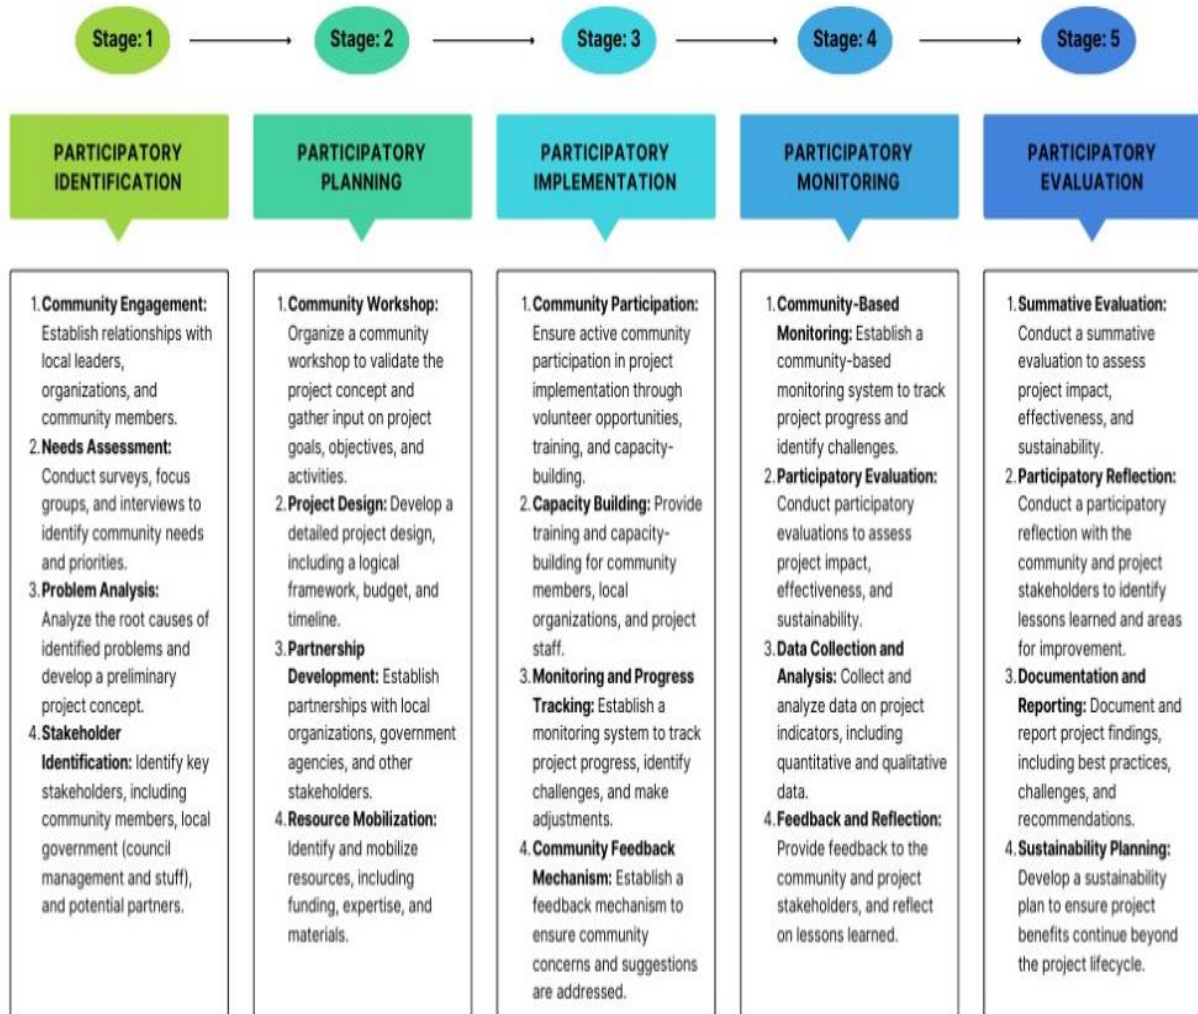 Stage: 1
Stage: 2
Stage: 3
Stage: 4
Stage: 5
PARTICIPATORY
IDENTIFICATION
PARTICIPATORY
PLANNING
PARTICIPATORY
IMPLEMENTATION
PARTICIPATORY
MONITORING
PARTICIPATORY
EVALUATION
1. Community Engagement:
Establish relationships with
local leaders,
organizations, and
community members.
2. Needs Assessment:
Conduct surveys, focus
groups, and interviews to
identify community needs
and priorities.
3. Problem Analysis:
Analyze the root causes of
identified problems and
develop a preliminary
project concept.
4. Stakeholder
Identification: Identify key
stakeholders, including
community members, local
government (council
management and stuff),
and potential partners.
1. Community Workshop:
Organize a community
workshop to validate the
project concept and
gather input on project
goals, objectives, and
activities.
2. Project Design: Develop a
detailed project design,
including a logical
framework, budget, and
timeline.
3. Partnership
Development: Establish
partnerships with local
organizations, government
agencies, and other
stakeholders.
4. Resource Mobilization:
Identify and mobilize
resources, including
funding, expertise, and
materials.
1. Community Participation:
Ensure active community
participation in project
implementation through
volunteer opportunities,
training, and capacity-
building.
2. Capacity Building: Provide
training and capacity-
building for community
members, local
organizations, and project
staff.
3. Monitoring and Progress
Tracking: Establish a
monitoring system to track
project progress, identify
challenges, and make
adjustments.
4. Community Feedback
Mechanism: Establish a
feedback mechanism to
ensure community
concerns and suggestions
are addressed.
1. Community-Based
Monitoring: Establish a
community-based
monitoring system to track
project progress and
identify challenges.
2. Participatory Evaluation:
Conduct participatory
evaluations to assess
project impact,
effectiveness, and
sustainability.
3. Data Collection and
Analysis: Collect and
analyze data on project
indicators, including
quantitative and qualitative
data.
4. Feedback and Reflection:
Provide feedback to the
community and project
stakeholders, and reflect
on lessons learned.
1. Summative Evaluation:
Conduct a summative
evaluation to assess
project impact,
effectiveness, and
sustainability.
2. Participatory Reflection:
Conduct a participatory
reflection with the
community and project
stakeholders to identify
lessons learned and areas
for improvement.
3. Documentation and
Reporting: Document and
report project findings,
including best practices,
challenges, and
recommendations.
4. Sustainability Planning:
Develop a sustainability
plan to ensure project
benefits continue beyond
the project lifecycle.